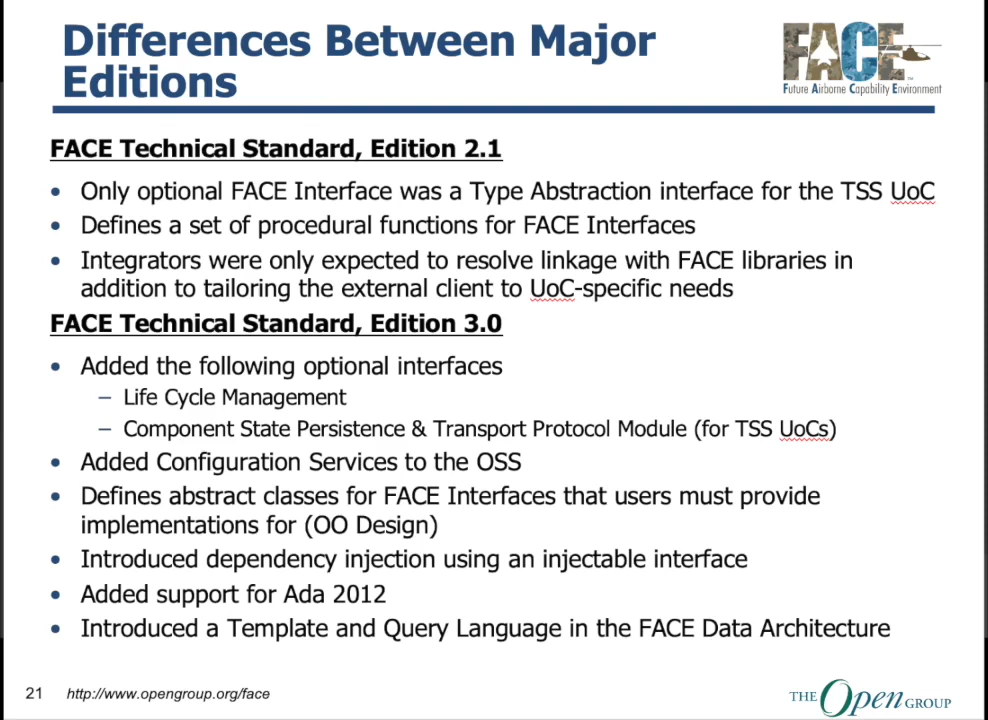 Differences Between Major
Editions
FACE
Future Airborne Capability Environment
FACE Technical Standard, Edition 2.1
• Only optional FACE Interface was a Type Abstraction interface for the TSS UoC
• Defines a set of procedural functions for FACE Interfaces
• Integrators were only expected to resolve linkage with FACE libraries in
addition to tailoring the external client to UoC-specific needs
FACE Technical Standard, Edition 3.0
• Added the following optional interfaces
– Life Cycle Management
– Component State Persistence & Transport Protocol Module (for TSS UoCs)
• Added Configuration Services to the OSS
• Defines abstract classes for FACE Interfaces that users must provide
implementations for (OO Design)
• Introduced dependency injection using an injectable interface
• Added support for Ada 2012
• Introduced a Template and Query Language in the FACE Data Architecture
21 http://www.opengroup.org/face
THE Open GROUP